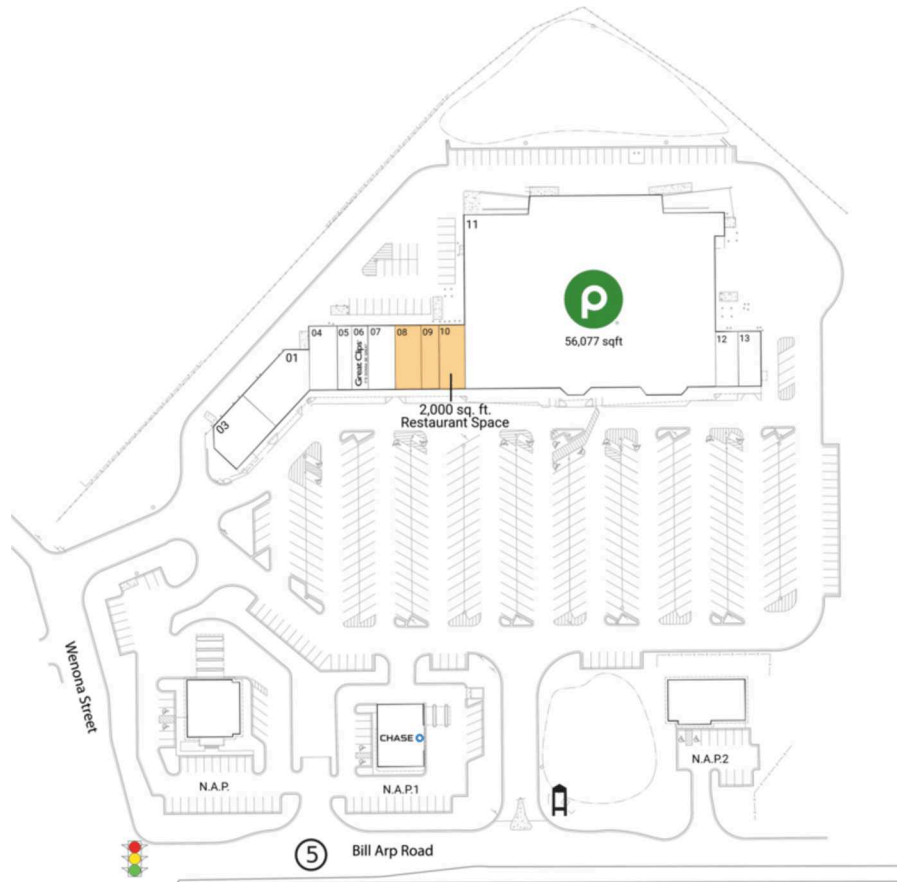 11
p
56,077 sqft
01
04
05
06
07
08
09
10
12
13
Great Clips
03
2,000 sq. ft.
Restaurant Space
Wenona Street
CHASE
N.A.P.
N.A.P.1
N.A.P.2
5
Bill Arp Road